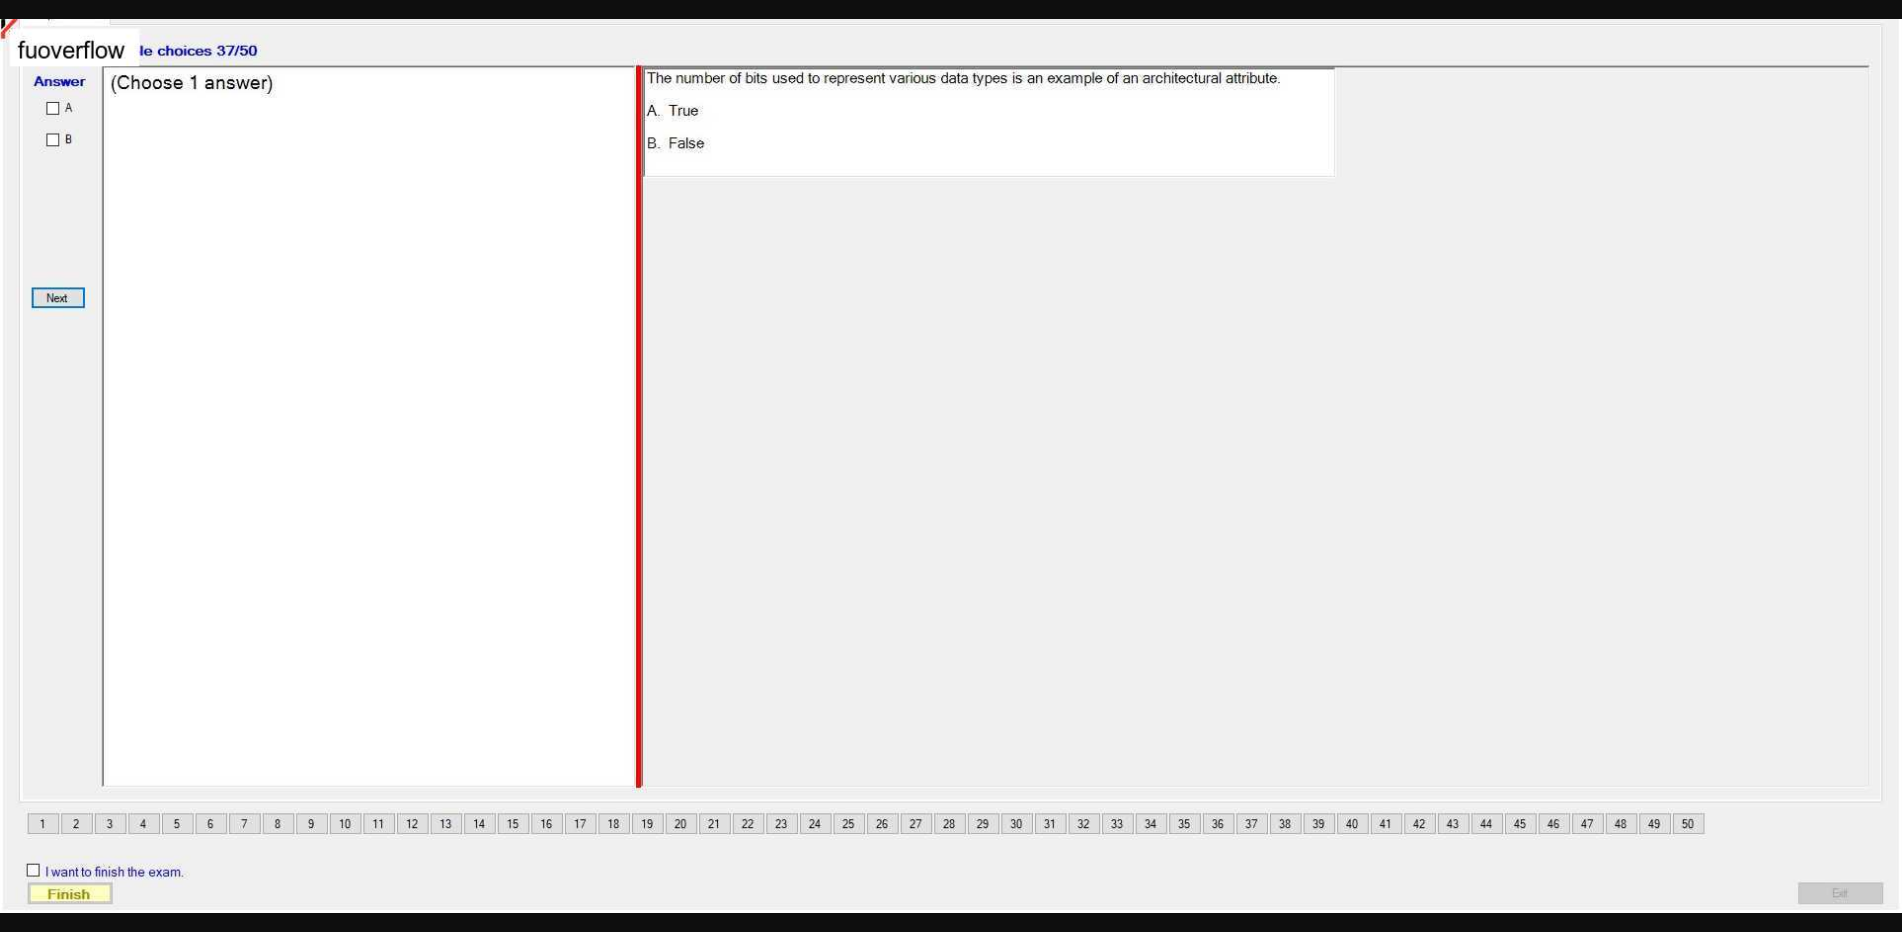 fuoverflow le choices 37/50
Answer
A
B
Next
(Choose 1 answer)
The number of bits used to represent various data types is an example of an architectural attribute.
A. True
B. False
1 2 3 4 5 6 7 8 9 10 11 12 13 14 15 16 17 18 19 20 21 22 23 24 25 26 27 28 29 30 31 32 33 34 35 36 37 38 39 40 41 42 43 44 45 46 47 48 49 50
I want to finish the exam.
Finish
Exit